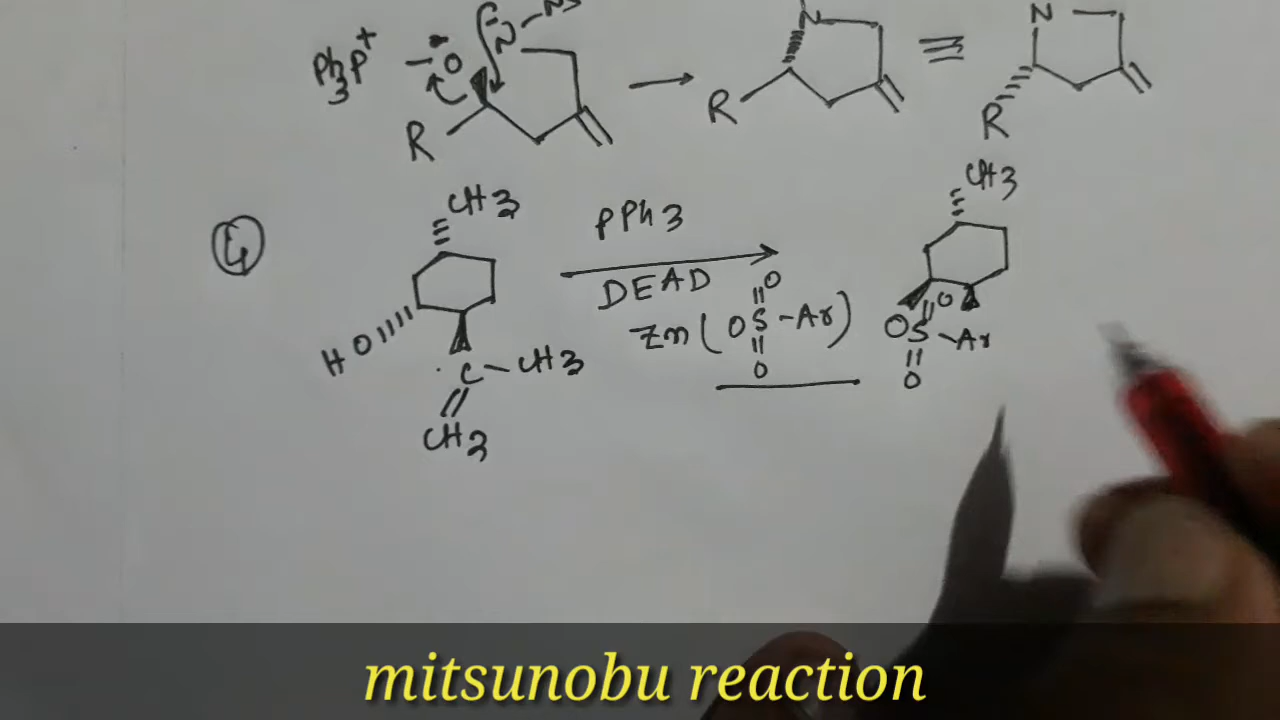 Ph3P+ –O N –N
R
N
R
≡
N
R
④
CH3
HO
C – CH3
CH2
PPh3
DEAD
Zn(OS–Ar)
O
O
CH3
OS–Ar
O
O
mitsunobu reaction